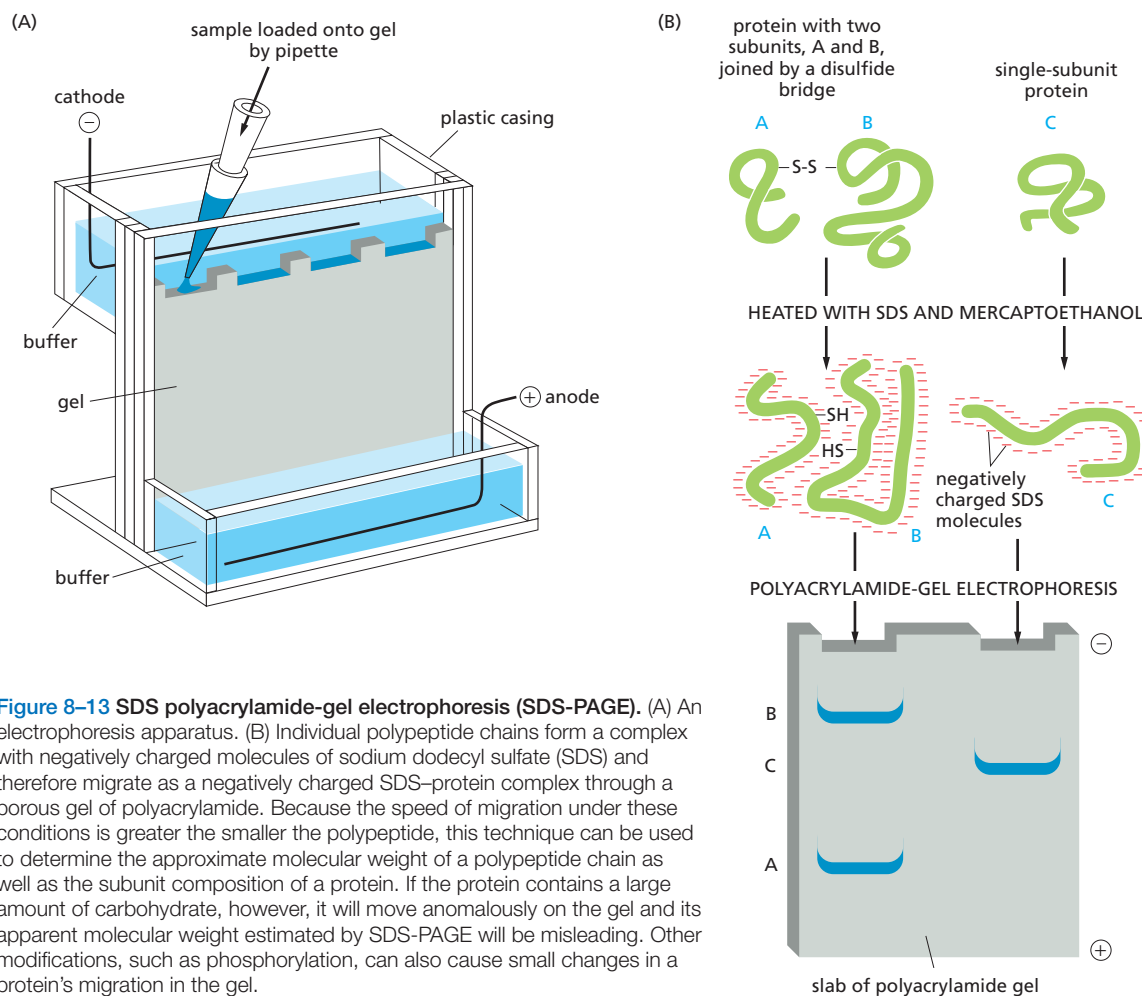 (A)
sample loaded onto gel
by pipette
cathode
−
plastic casing
buffer
gel
+ anode
buffer
(B)
protein with two
subunits, A and B,
joined by a disulfide
bridge
single-subunit
protein
A
B
C
S-S
HEATED WITH SDS AND MERCAPTOETHANOL
SH
HS
negatively
charged SDS
molecules
A
B
C
POLYACRYLAMIDE-GEL ELECTROPHORESIS
−
B
C
A
+
slab of polyacrylamide gel
Figure 8–13 SDS polyacrylamide-gel electrophoresis (SDS-PAGE). (A) An
electrophoresis apparatus. (B) Individual polypeptide chains form a complex
with negatively charged molecules of sodium dodecyl sulfate (SDS) and
therefore migrate as a negatively charged SDS–protein complex through a
porous gel of polyacrylamide. Because the speed of migration under these
conditions is greater the smaller the polypeptide, this technique can be used
to determine the approximate molecular weight of a polypeptide chain as
well as the subunit composition of a protein. If the protein contains a large
amount of carbohydrate, however, it will move anomalously on the gel and its
apparent molecular weight estimated by SDS-PAGE will be misleading. Other
modifications, such as phosphorylation, can also cause small changes in a
protein’s migration in the gel.